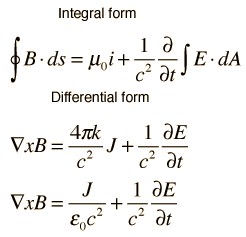 Integral form
∮B · ds = μ₀i + 1/c² ∂/∂t ∫E · dA
Differential form
∇xB = 4πk/c² J + 1/c² ∂E/∂t
∇xB = J/ε₀c² + 1/c² ∂E/∂t